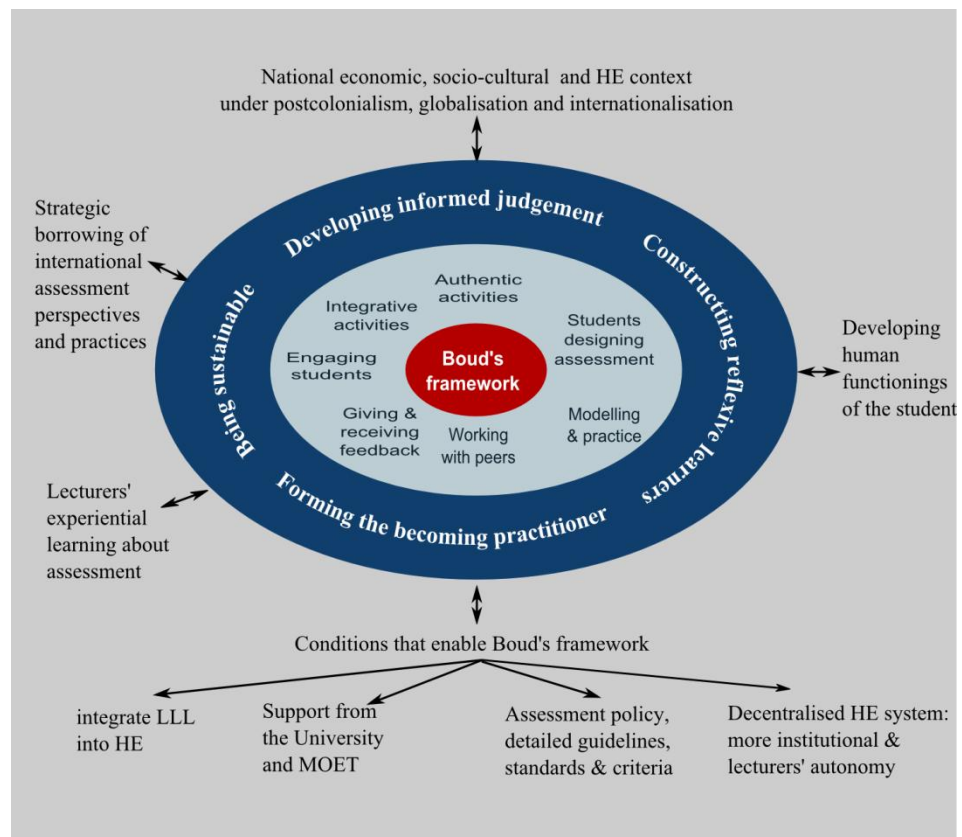 National economic, socio-cultural and HE context
under postcolonialism, globalisation and internationalisation
Strategic
borrowing of
international
assessment
perspectives
and practices
Developing informed judgement
Constructting reflexive learners
Being sustainable
Forming the becoming practitioner
Authentic
activities
Integrative
activities
Students
designing
assessment
Engaging
students
Boud's
framework
Giving &
receiving
feedback
Working
with peers
Modelling
& practice
Developing
human
functionings
of the student
Lecturers'
experiential
learning about
assessment
Conditions that enable Boud's framework
integrate LLL
into HE
Support from
the University
and MOET
Assessment policy,
detailed guidelines,
standards & criteria
Decentralised HE system:
more institutional &
lecturers' autonomy